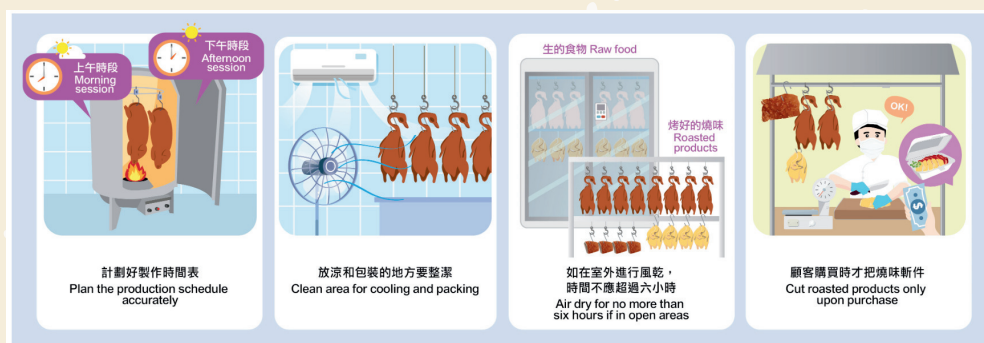 上午時段
Morning
session
下午時段
Afternoon
session
計劃好製作時間表
Plan the production schedule
accurately
放涼和包裝的地方要整潔
Clean area for cooling and packing
生的食物 Raw food
烤好的燒味
Roasted
products
如在室外進行風乾，
時間不應超過六小時
Air dry for no more than
six hours if in open areas
OK!
$
顧客購買時才把燒味斬件
Cut roasted products only
upon purchase